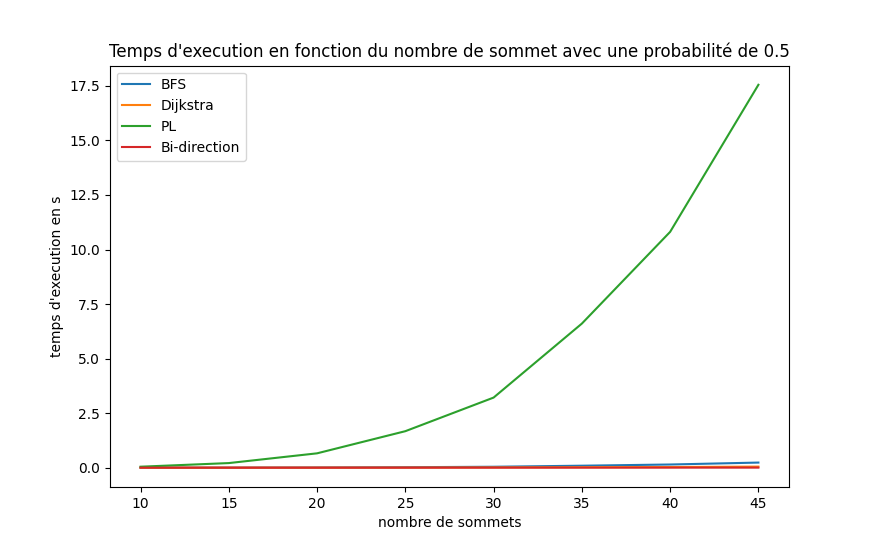 Temps d'execution en fonction du nombre de sommet avec une probabilité de 0.5
BFS
Dijkstra
PL
Bi-direction
temps d'execution en s
17.5
15.0
12.5
10.0
7.5
5.0
2.5
0.0
10 15 20 25 30 35 40 45
nombre de sommets